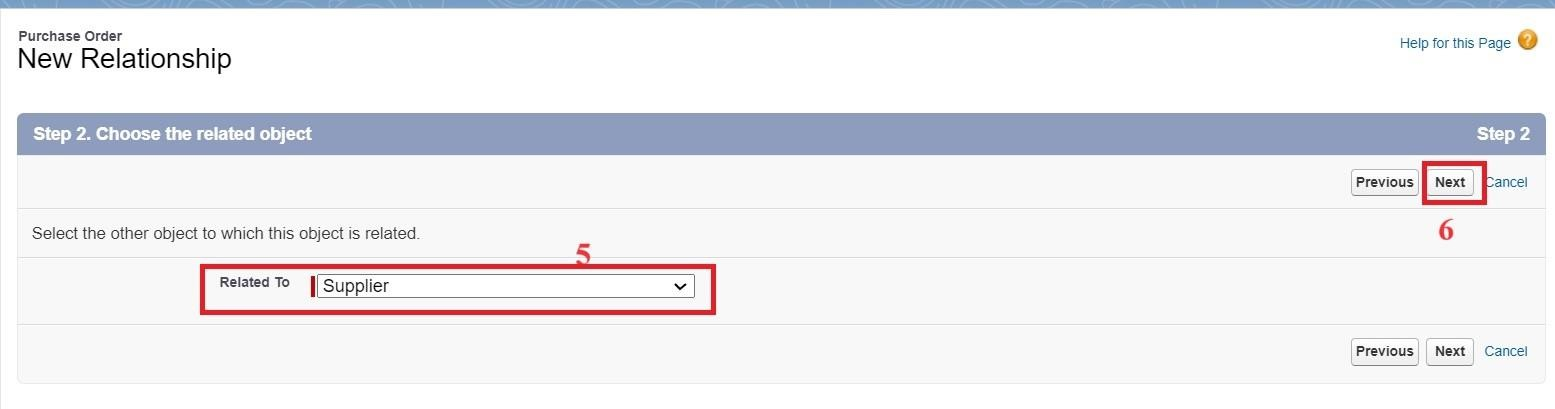 Purchase Order
New Relationship
Help for this Page ?
Step 2. Choose the related object Step 2
Previous Next Cancel
6
Select the other object to which this object is related.
5
Related To Supplier
Previous Next Cancel